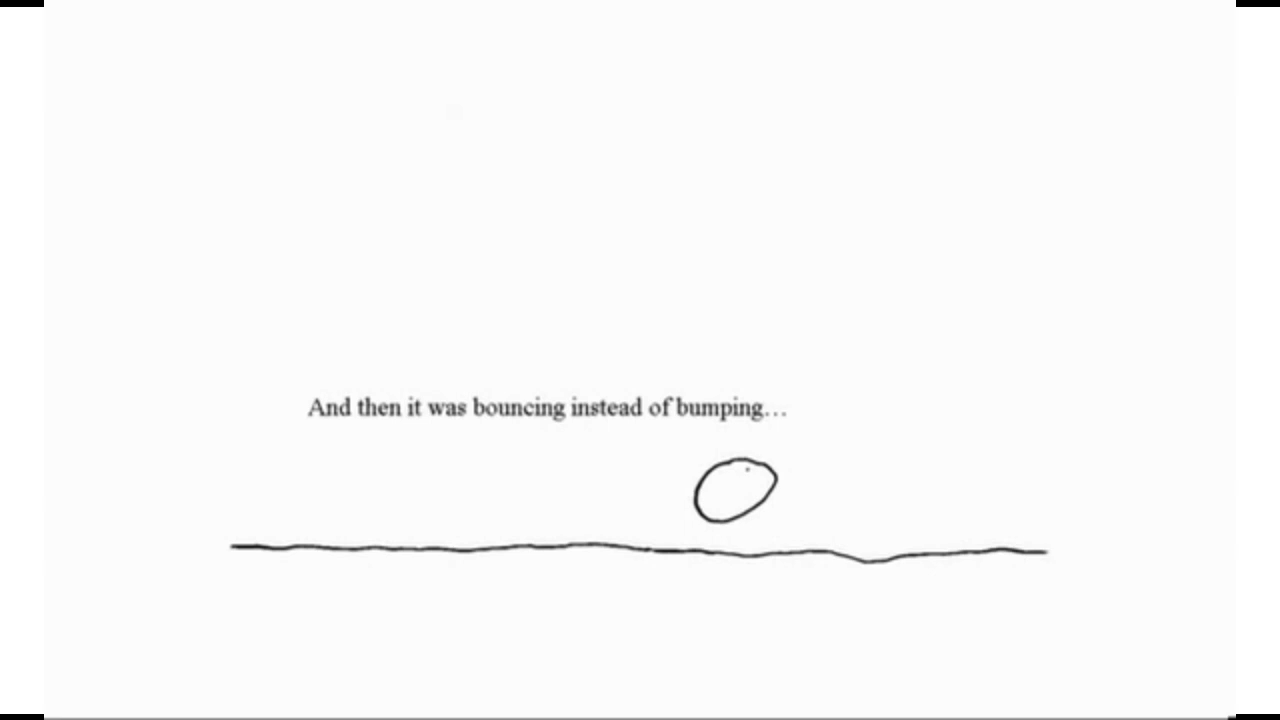 And then it was bouncing instead of bumping…